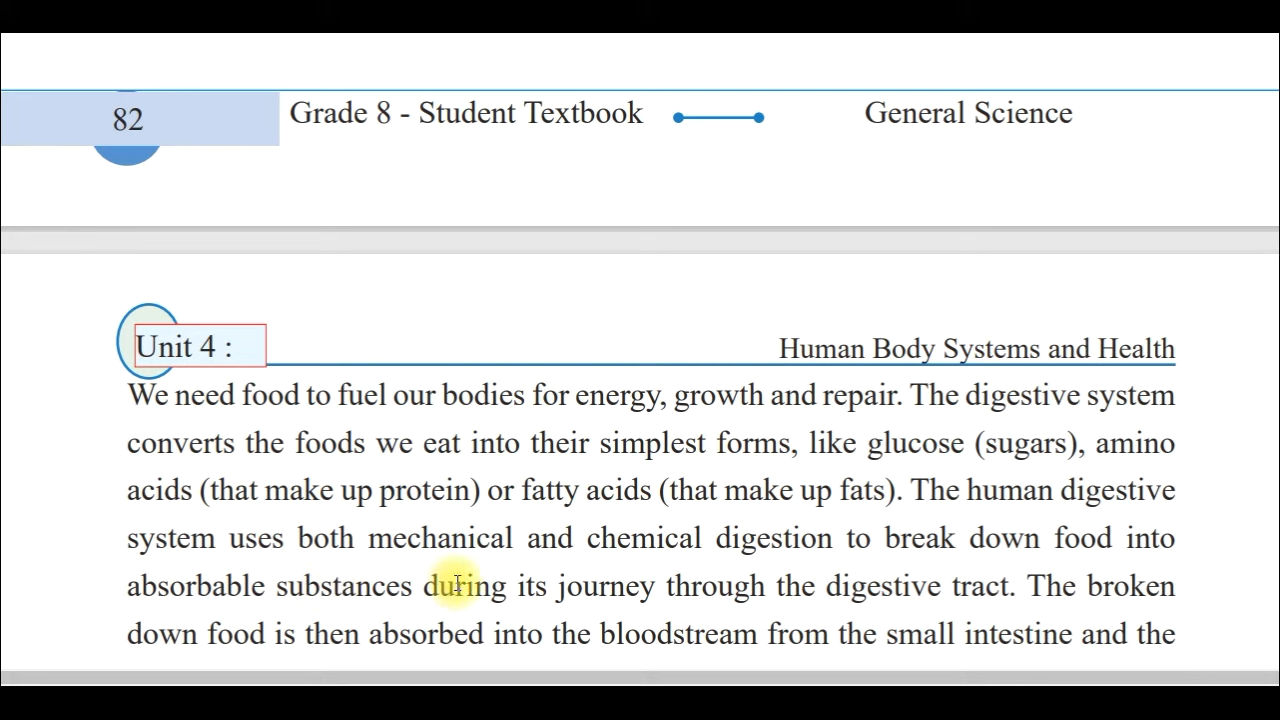 82 Grade 8 - Student Textbook General Science
Unit 4 : Human Body Systems and Health
We need food to fuel our bodies for energy, growth and repair. The digestive system
converts the foods we eat into their simplest forms, like glucose (sugars), amino
acids (that make up protein) or fatty acids (that make up fats). The human digestive
system uses both mechanical and chemical digestion to break down food into
absorbable substances during its journey through the digestive tract. The broken
down food is then absorbed into the bloodstream from the small intestine and the